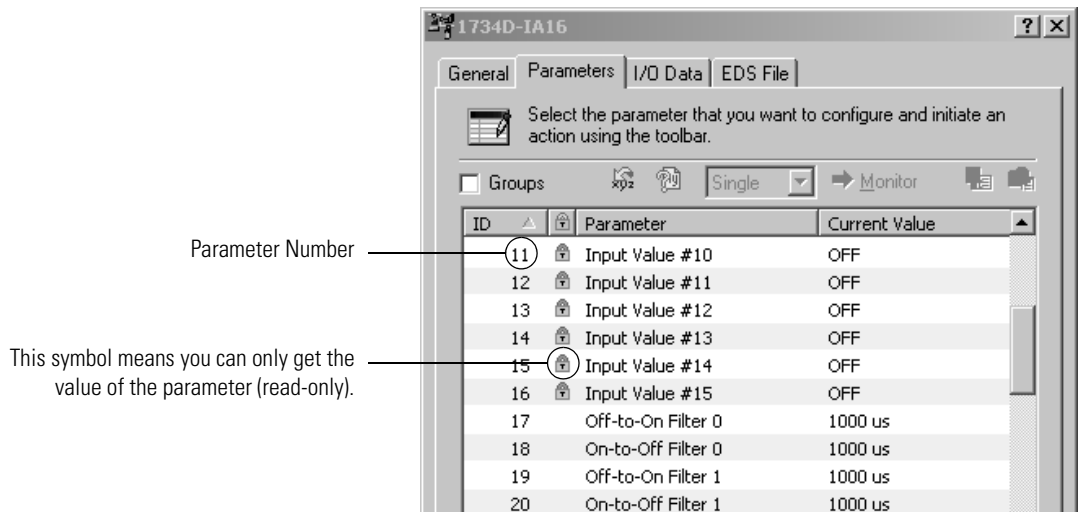 1734D-IA16
General Parameters I/O Data EDS File
Select the parameter that you want to configure and initiate an
action using the toolbar.
Groups Single Monitor
ID Parameter Current Value
Parameter Number
11 Input Value #10 OFF
12 Input Value #11 OFF
13 Input Value #12 OFF
14 Input Value #13 OFF
This symbol means you can only get the
value of the parameter (read-only).
15 Input Value #14 OFF
16 Input Value #15 OFF
17 Off-to-On Filter 0 1000 us
18 On-to-Off Filter 0 1000 us
19 Off-to-On Filter 1 1000 us
20 On-to-Off Filter 1 1000 us